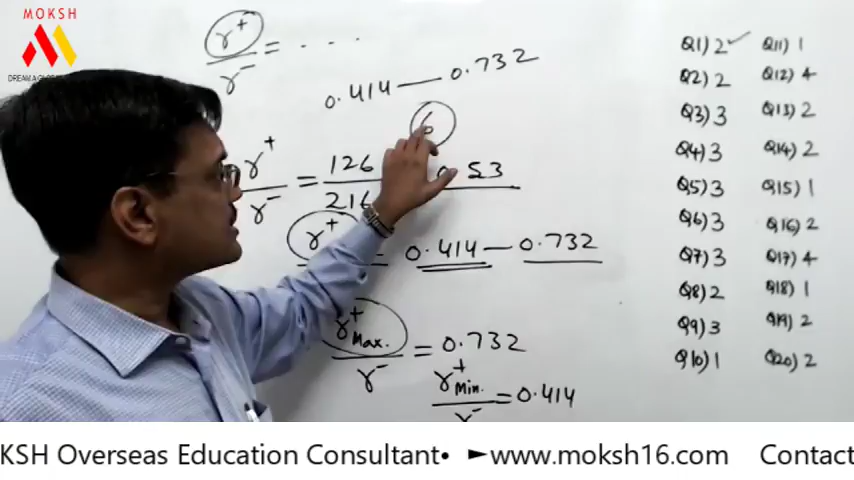 MOKSH
DREAM A GLOBAL
r+/r- = . . .
0.414 — 0.732
6
r+/r- = 126/216 0.53
r+ 0.414 — 0.732
r+Max./r- = 0.732
r+Min./r- = 0.414
Q1) 2 ✓
Q2) 2
Q3) 3
Q4) 3
Q5) 3
Q6) 3
Q7) 3
Q8) 2
Q9) 3
Q10) 1
Q11) 1
Q12) 4
Q13) 2
Q14) 2
Q15) 1
Q16) 2
Q17) 4
Q18) 1
Q19) 2
Q20) 2
KSH Overseas Education Consultant• ►www.moksh16.com Contact